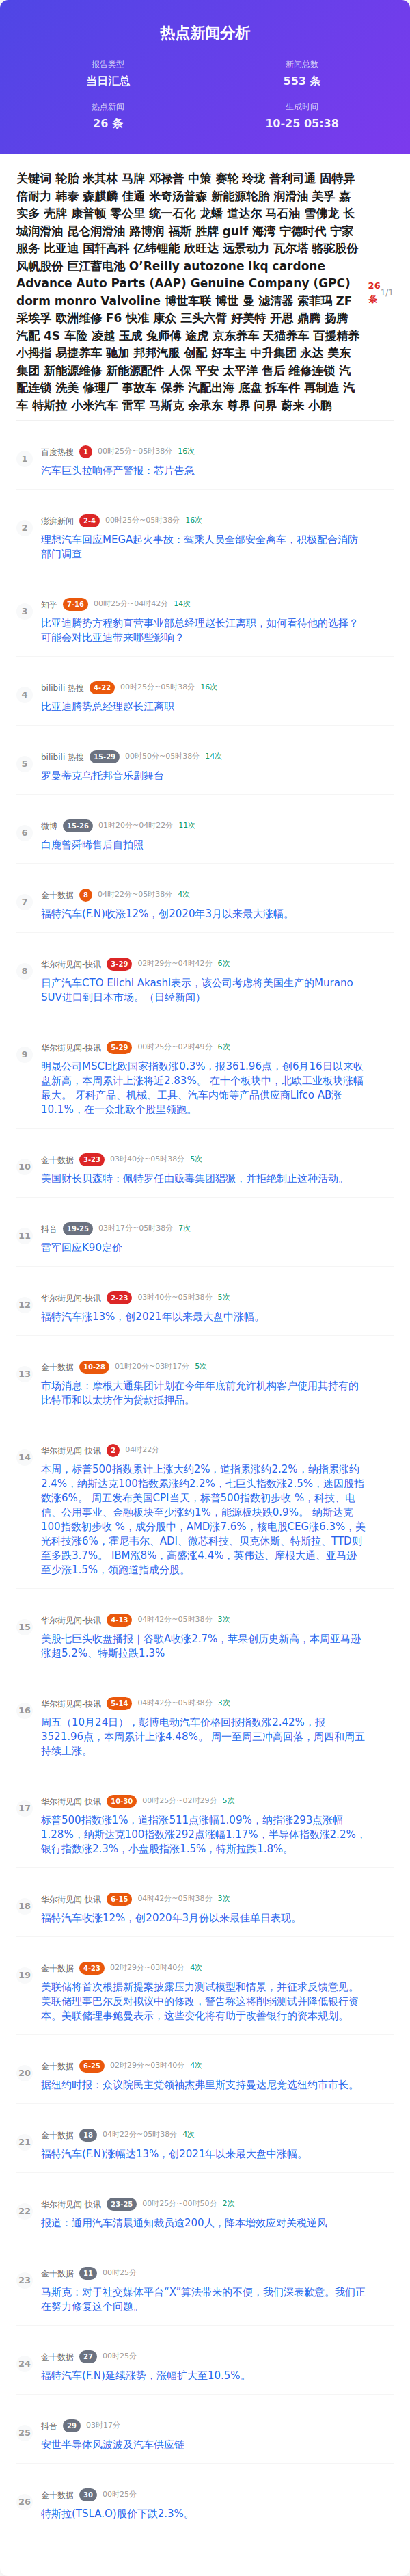 热点新闻分析
报告类型
新闻总数
当日汇总
553 条
热点新闻
生成时间
26 条
10-25 05:38
关键词 轮胎 米其林 马牌 邓禄普 中策 赛轮 玲珑 普利司通 固特异
倍耐力 韩泰 森麒麟 佳通 米奇汤普森 新能源轮胎 润滑油 美孚 嘉
实多 壳牌 康普顿 零公里 统一石化 龙蟠 道达尔 马石油 雪佛龙 长
城润滑油 昆仑润滑油 路博润 福斯 胜牌 gulf 海湾 宁德时代 宁家
服务 比亚迪 国轩高科 亿纬锂能 欣旺达 远景动力 瓦尔塔 骆驼股份
风帆股份 巨江蓄电池 O’Reilly autozone lkq cardone
Advance Auto Parts (AAP) Genuine Company (GPC)
dorm monro Valvoline 博世车联 博世 曼 滤清器 索菲玛 ZF
采埃孚 欧洲维修 F6 快准 康众 三头六臂 好美特 开思 鼎腾 扬腾
汽配 4S 车险 凌越 玉成 兔师傅 途虎 京东养车 天猫养车 百援精养
小拇指 易捷养车 驰加 邦邦汽服 创配 好车主 中升集团 永达 美东
集团 新能源维修 新能源配件 人保 平安 太平洋 售后 维修连锁 汽
配连锁 洗美 修理厂 事故车 保养 汽配出海 底盘 拆车件 再制造 汽
车 特斯拉 小米汽车 雷军 马斯克 余承东 尊界 问界 蔚来 小鹏
26
条
1/1
1
百度热搜 1 00时25分~05时38分 16次
汽车巨头拉响停产警报：芯片告急
2
澎湃新闻 2-4 00时25分~05时38分 16次
理想汽车回应MEGA起火事故：驾乘人员全部安全离车，积极配合消防
部门调查
3
知乎 7-16 00时25分~04时42分 14次
比亚迪腾势方程豹直营事业部总经理赵长江离职，如何看待他的选择？
可能会对比亚迪带来哪些影响？
4
bilibili 热搜 4-22 00时25分~05时38分 16次
比亚迪腾势总经理赵长江离职
5
bilibili 热搜 15-29 00时50分~05时38分 14次
罗曼蒂克乌托邦音乐剧舞台
6
微博 15-26 01时20分~04时22分 11次
白鹿曾舜晞售后自拍照
7
金十数据 8 04时22分~05时38分 4次
福特汽车(F.N)收涨12%，创2020年3月以来最大涨幅。
8
华尔街见闻-快讯 3-29 02时29分~04时42分 6次
日产汽车CTO Eiichi Akashi表示，该公司考虑将美国生产的Murano
SUV进口到日本市场。（日经新闻）
9
华尔街见闻-快讯 5-29 00时25分~02时49分 6次
明晟公司MSCI北欧国家指数涨0.3%，报361.96点，创6月16日以来收
盘新高，本周累计上涨将近2.83%。 在十个板块中，北欧工业板块涨幅
最大。 牙科产品、机械、工具、汽车内饰等产品供应商Lifco AB涨
10.1%，在一众北欧个股里领跑。
10
金十数据 3-23 03时40分~05时38分 5次
美国财长贝森特：佩特罗任由贩毒集团猖獗，并拒绝制止这种活动。
11
抖音 19-25 03时17分~05时38分 7次
雷军回应K90定价
12
华尔街见闻-快讯 2-23 03时40分~05时38分 5次
福特汽车涨13%，创2021年以来最大盘中涨幅。
13
金十数据 10-28 01时20分~03时17分 5次
市场消息：摩根大通集团计划在今年年底前允许机构客户使用其持有的
比特币和以太坊作为贷款抵押品。
14
华尔街见闻-快讯 2 04时22分
本周，标普500指数累计上涨大约2%，道指累涨约2.2%，纳指累涨约
2.4%，纳斯达克100指数累涨约2.2%，七巨头指数涨2.5%，迷因股指
数涨6%。 周五发布美国CPI当天，标普500指数初步收 %，科技、电
信、公用事业、金融板块至少涨约1%，能源板块跌0.9%。 纳斯达克
100指数初步收 %，成分股中，AMD涨7.6%，核电股CEG涨6.3%，美
光科技涨6%，霍尼韦尔、ADI、微芯科技、贝克休斯、特斯拉、TTD则
至多跌3.7%。 IBM涨8%，高盛涨4.4%，英伟达、摩根大通、亚马逊
至少涨1.5%，领跑道指成分股。
15
华尔街见闻-快讯 4-13 04时42分~05时38分 3次
美股七巨头收盘播报｜谷歌A收涨2.7%，苹果创历史新高，本周亚马逊
涨超5.2%、特斯拉跌1.3%
16
华尔街见闻-快讯 5-14 04时42分~05时38分 3次
周五（10月24日），彭博电动汽车价格回报指数涨2.42%，报
3521.96点，本周累计上涨4.48%。 周一至周三冲高回落，周四和周五
持续上涨。
17
华尔街见闻-快讯 10-30 00时25分~02时29分 5次
标普500指数涨1%，道指涨511点涨幅1.09%，纳指涨293点涨幅
1.28%，纳斯达克100指数涨292点涨幅1.17%，半导体指数涨2.2%，
银行指数涨2.3%，小盘股指涨1.5%，特斯拉跌1.8%。
18
华尔街见闻-快讯 6-15 04时42分~05时38分 3次
福特汽车收涨12%，创2020年3月份以来最佳单日表现。
19
金十数据 4-23 02时29分~03时40分 4次
美联储将首次根据新提案披露压力测试模型和情景，并征求反馈意见。
美联储理事巴尔反对拟议中的修改，警告称这将削弱测试并降低银行资
本。美联储理事鲍曼表示，这些变化将有助于改善银行的资本规划。
20
金十数据 6-25 02时29分~03时40分 4次
据纽约时报：众议院民主党领袖杰弗里斯支持曼达尼竞选纽约市市长。
21
金十数据 18 04时22分~05时38分 4次
福特汽车(F.N)涨幅达13%，创2021年以来最大盘中涨幅。
22
华尔街见闻-快讯 23-25 00时25分~00时50分 2次
报道：通用汽车清晨通知裁员逾200人，降本增效应对关税逆风
23
金十数据 11 00时25分
马斯克：对于社交媒体平台“X”算法带来的不便，我们深表歉意。我们正
在努力修复这个问题。
24
金十数据 27 00时25分
福特汽车(F.N)延续涨势，涨幅扩大至10.5%。
25
抖音 29 03时17分
安世半导体风波波及汽车供应链
26
金十数据 30 00时25分
特斯拉(TSLA.O)股价下跌2.3%。